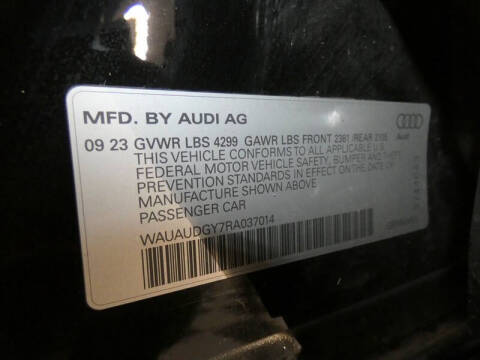 MFD. BY AUDI AG
09 23 GVWR LBS 4299 GAWR LBS FRONT 2381 /REAR
THIS VEHICLE CONFORMS TO ALL APPLICABLE U.S.
FEDERAL MOTOR VEHICLE SAFETY, BUMPER AND THEFT
PREVENTION STANDARDS IN EFFECT ON THE DATE OF
MANUFACTURE SHOWN ABOVE
PASSENGER CAR
WAUAUDGY7RA037014
Audi